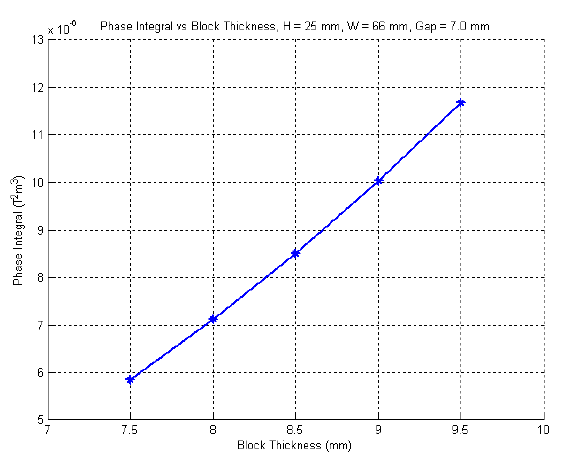 Phase Integral vs Block Thickness, H = 25 mm, W = 66 mm, Gap = 7.0 mm
x 10^-6
13
12
11
10
9
8
7
6
5
Phase Integral (T²m³)
7 7.5 8 8.5 9 9.5 10
Block Thickness (mm)